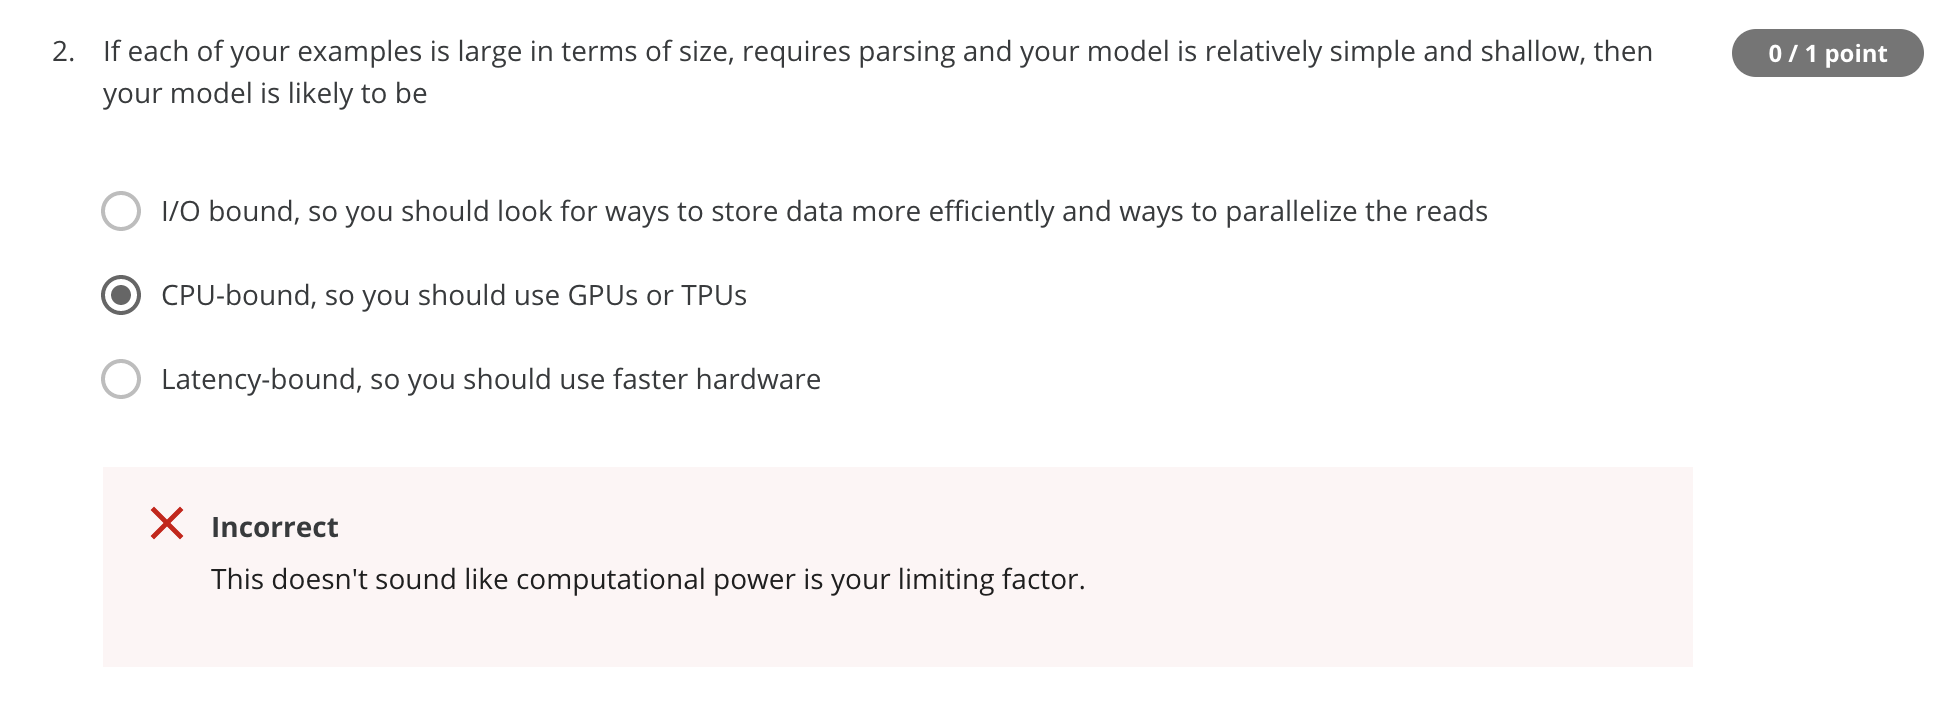 2. If each of your examples is large in terms of size, requires parsing and your model is relatively simple and shallow, then
your model is likely to be
0 / 1 point
I/O bound, so you should look for ways to store data more efficiently and ways to parallelize the reads
CPU-bound, so you should use GPUs or TPUs
Latency-bound, so you should use faster hardware
Incorrect
This doesn't sound like computational power is your limiting factor.